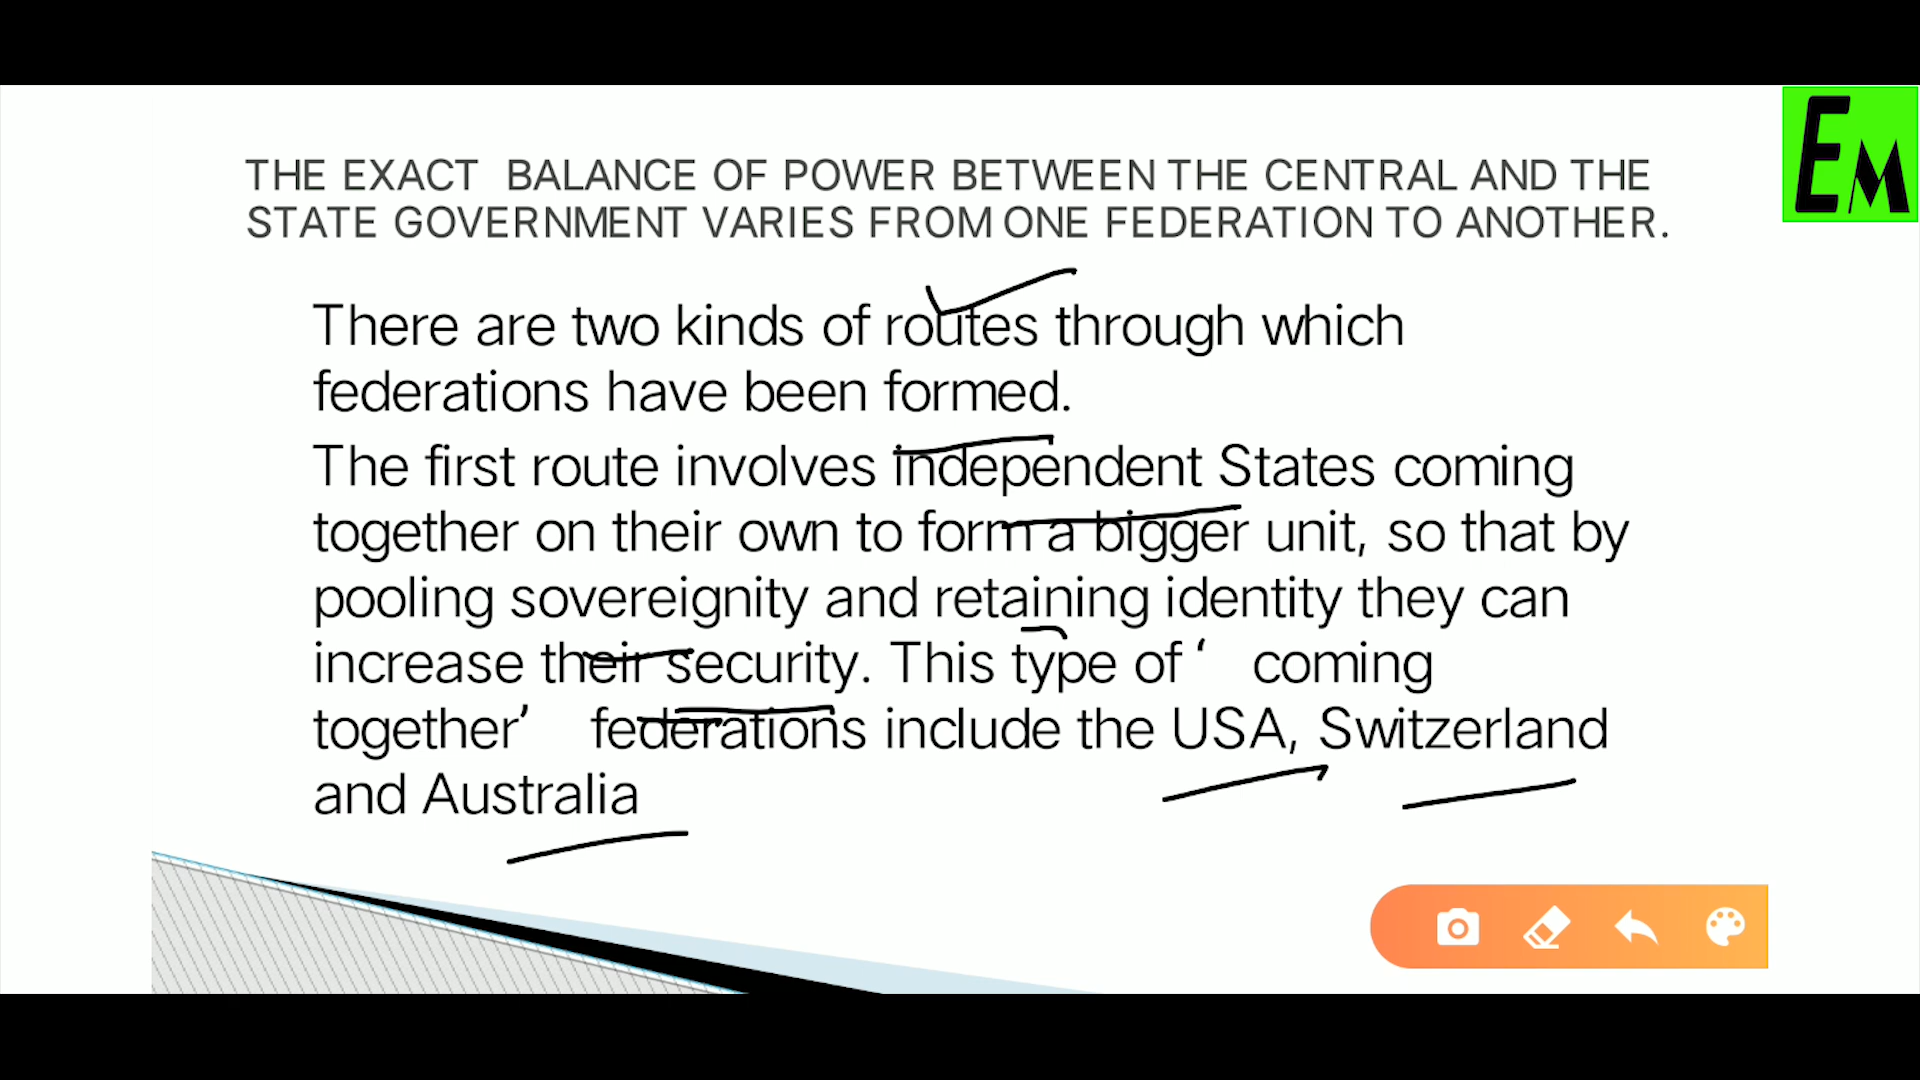 EM
THE EXACT BALANCE OF POWER BETWEEN THE CENTRAL AND THE
STATE GOVERNMENT VARIES FROM ONE FEDERATION TO ANOTHER.
There are two kinds of routes through which
federations have been formed.
The first route involves independent States coming
together on their own to form a bigger unit, so that by
pooling sovereignity and retaining identity they can
increase their security. This type of ‘ coming
together’ federations include the USA, Switzerland
and Australia